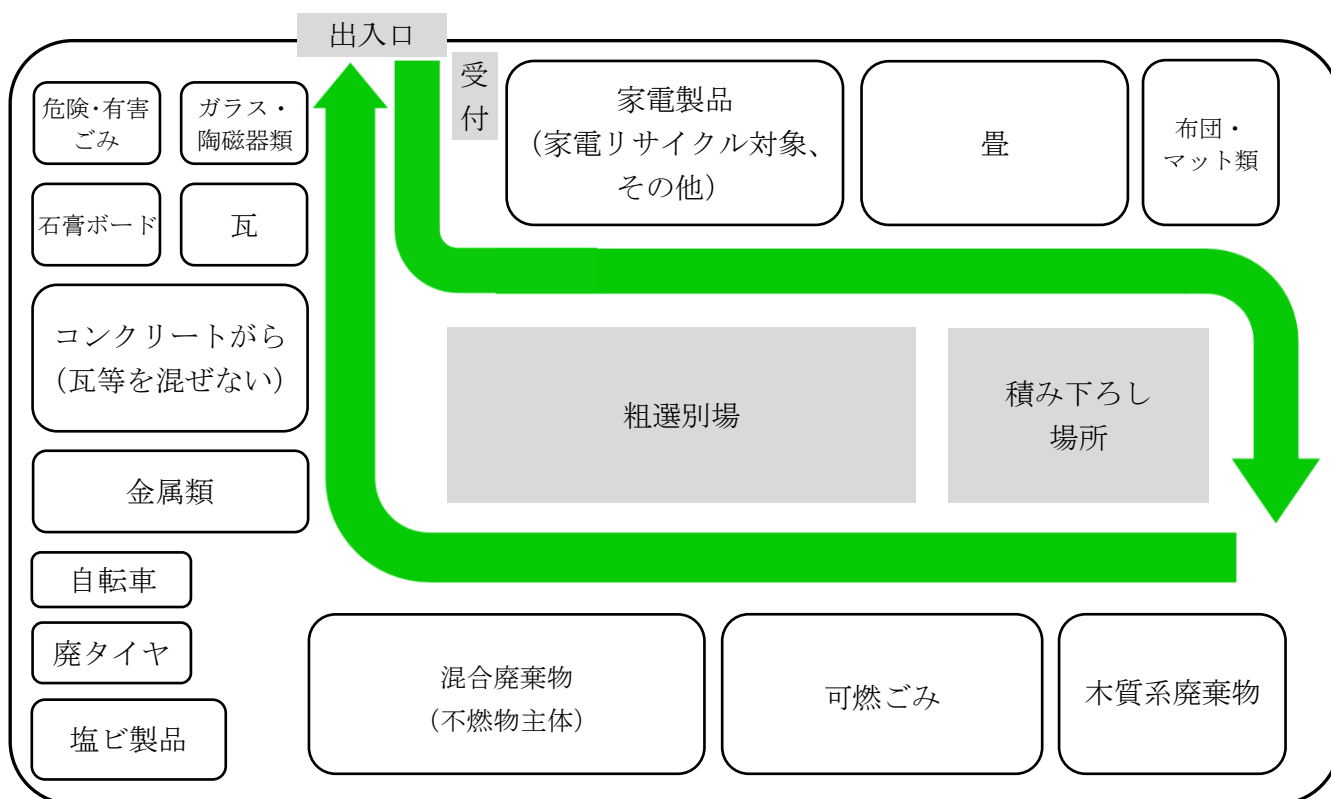 出入口
受
付
危険・有害
ごみ
ガラス・
陶磁器類
家電製品
（家電リサイクル対象、
その他）
畳
布団・
マット類
石膏ボード
瓦
コンクリートがら
（瓦等を混ぜない）
粗選別場
積み下ろし
場所
金属類
自転車
廃タイヤ
塩ビ製品
混合廃棄物
（不燃物主体）
可燃ごみ
木質系廃棄物